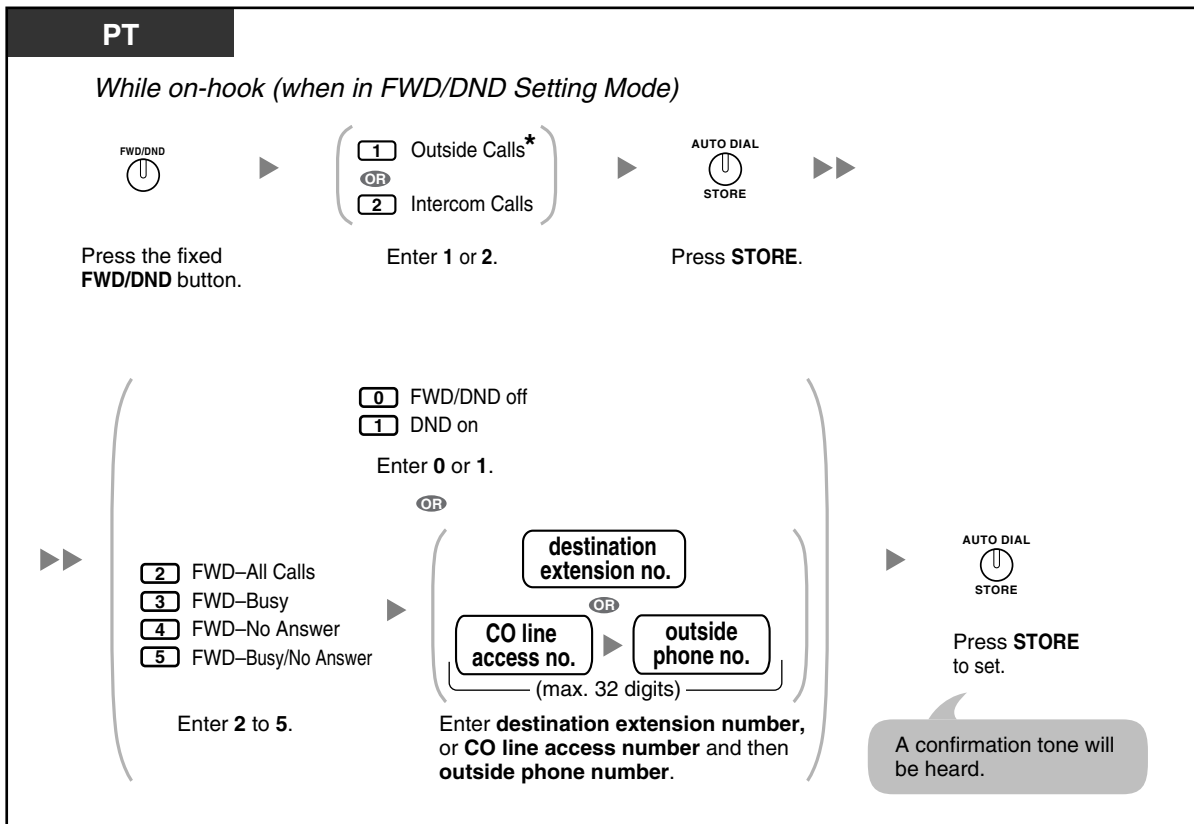 PT
While on-hook (when in FWD/DND Setting Mode)
FWD/DND
Press the fixed
FWD/DND button.
1 Outside Calls*
OR
2 Intercom Calls
Enter 1 or 2.
AUTO DIAL
STORE
Press STORE.
0 FWD/DND off
1 DND on
Enter 0 or 1.
OR
2 FWD–All Calls
3 FWD–Busy
4 FWD–No Answer
5 FWD–Busy/No Answer
Enter 2 to 5.
destination
extension no.
OR
CO line
access no.
outside
phone no.
(max. 32 digits)
Enter destination extension number,
or CO line access number and then
outside phone number.
AUTO DIAL
STORE
Press STORE
to set.
A confirmation tone will
be heard.